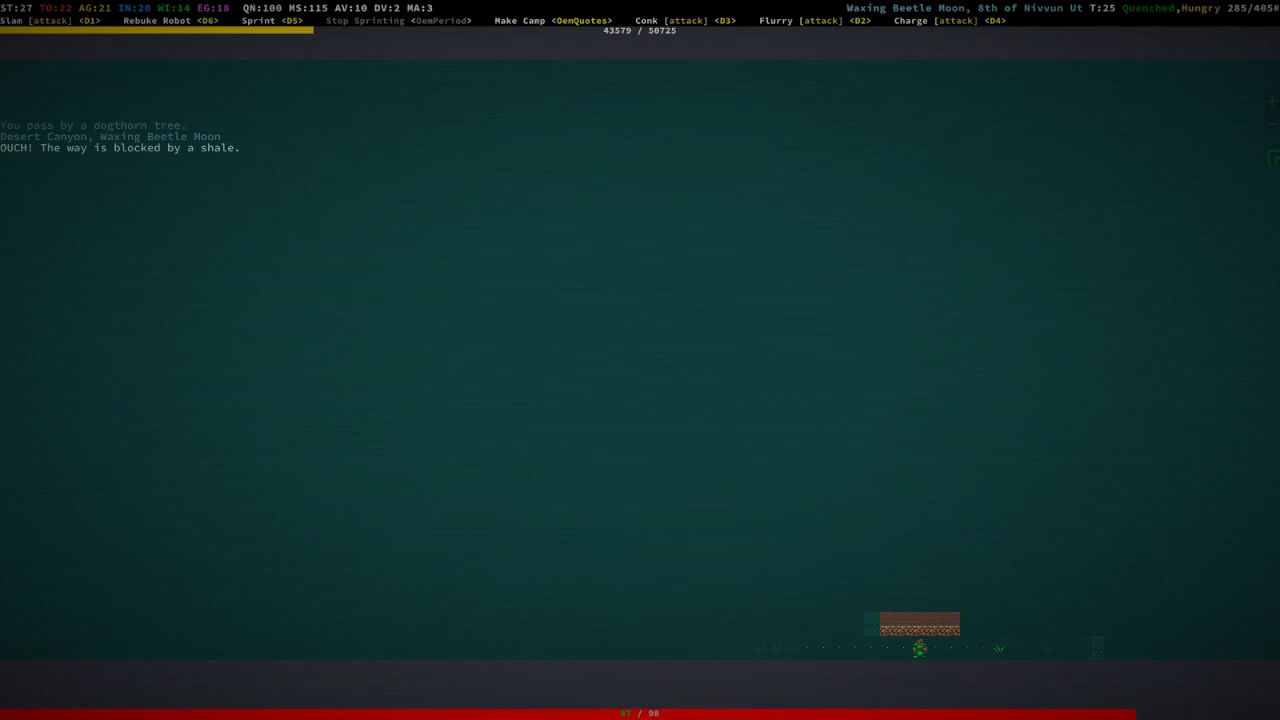 ST:27 TO:22 AG:21 IN:20 WI:14 EG:18 QN:100 MS:115 AV:10 DV:2 MA:3 Waxing Beetle Moon, 8th of Nivvun Ut T:25 Quenched,Hungry 285/405#
Slam [attack] <D1> Rebuke Robot <D6> Sprint <D5> Stop Sprinting <OemPeriod> Make Camp <OemQuotes> Conk [attack] <D3> Flurry [attack] <D2> Charge [attack] <D4>
43579 / 50725
You pass by a dogthorn tree.
Desert Canyon, Waxing Beetle Moon
OUCH! The way is blocked by a shale.
87 / 98